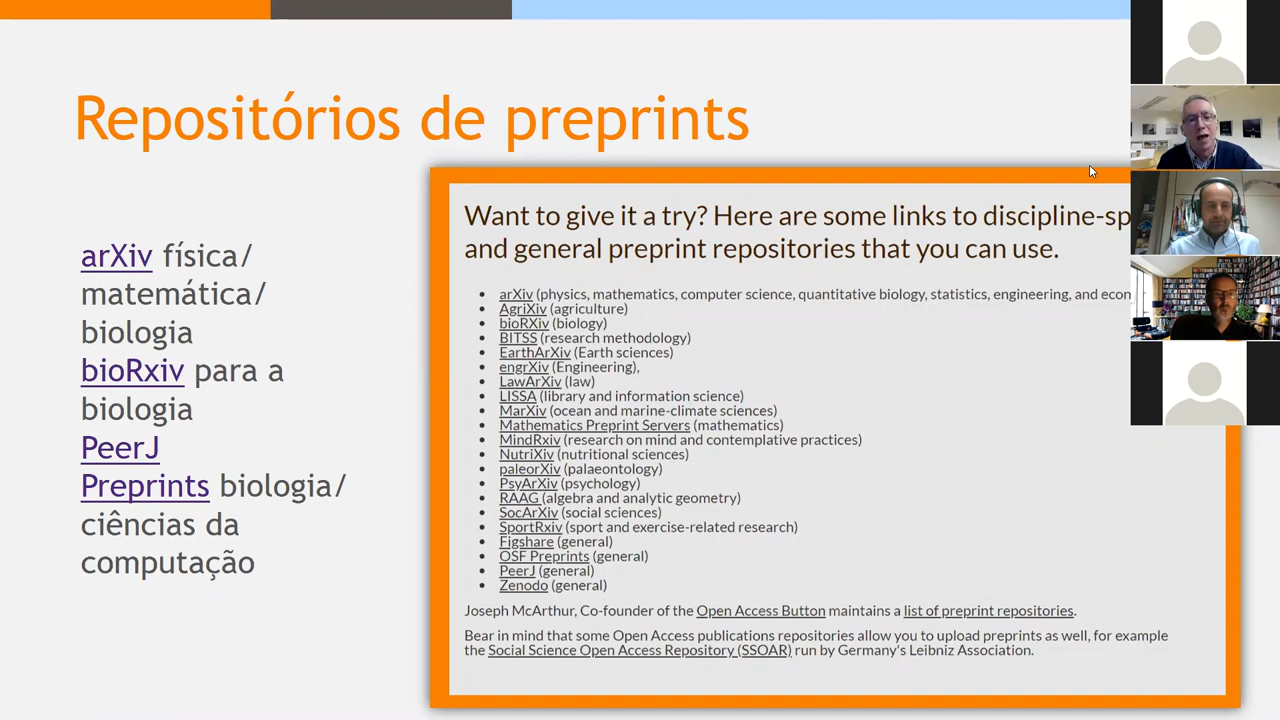 Repositórios de preprints
arXiv física/
matemática/
biologia
bioRxiv para a
biologia
PeerJ
Preprints biologia/
ciências da
computação
Want to give it a try? Here are some links to
and general preprint repositories that you can use.
• arXiv (physics, mathematics, computer science, quantitative biology, statistics, engineering, and
• AgriXiv (agriculture)
• bioRXiv (biology)
• BITSS (research methodology)
• EarthArXiv (Earth sciences)
• engrXiv (Engineering),
• LawArXiv (law)
• LISSA (library and information science)
• MarXiv (ocean and marine-climate sciences)
• Mathematics Preprint Servers (mathematics)
• MindRxiv (research on mind and contemplative practices)
• NutriXiv (nutritional sciences)
• paleorXiv (palaeontology)
• PsyArXiv (psychology)
• RAAG (algebra and analytic geometry)
• SocArXiv (social sciences)
• SportRxiv (sport and exercise-related research)
• Figshare (general)
• OSF Preprints (general)
• PeerJ (general)
• Zenodo (general)
Joseph McArthur, Co-founder of the Open Access Button maintains a list of preprint repositories.
Bear in mind that some Open Access publications repositories allow you to upload preprints as well, for example
the Social Science Open Access Repository (SSOAR) run by Germany's Leibniz Association.